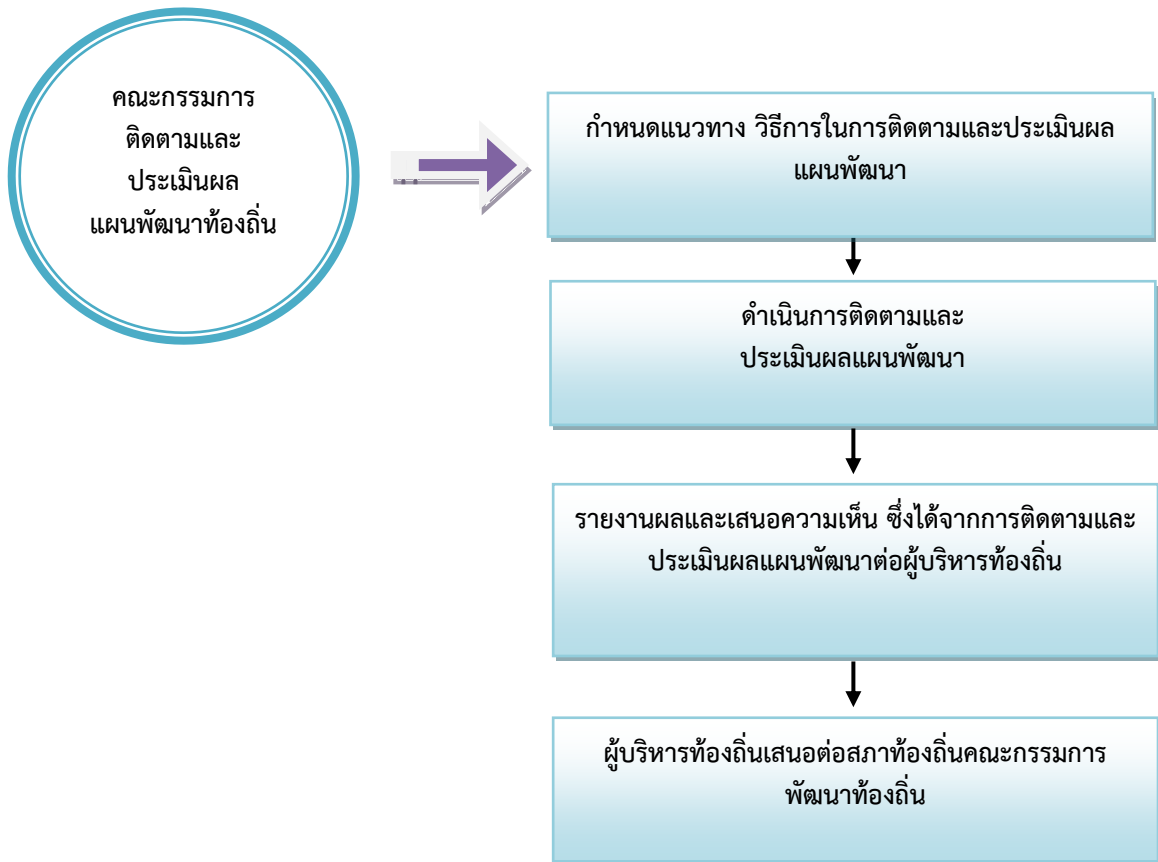 คณะกรรมการ
ติดตามและ
ประเมินผล
แผนพัฒนาท้องถิ่น
กำหนดแนวทาง วิธีการในการติดตามและประเมินผล
แผนพัฒนา
ดำเนินการติดตามและ
ประเมินผลแผนพัฒนา
รายงานผลและเสนอความเห็น ซึ่งได้จากการติดตามและ
ประเมินผลแผนพัฒนาต่อผู้บริหารท้องถิ่น
ผู้บริหารท้องถิ่นเสนอต่อสภาท้องถิ่นคณะกรรมการ
พัฒนาท้องถิ่น